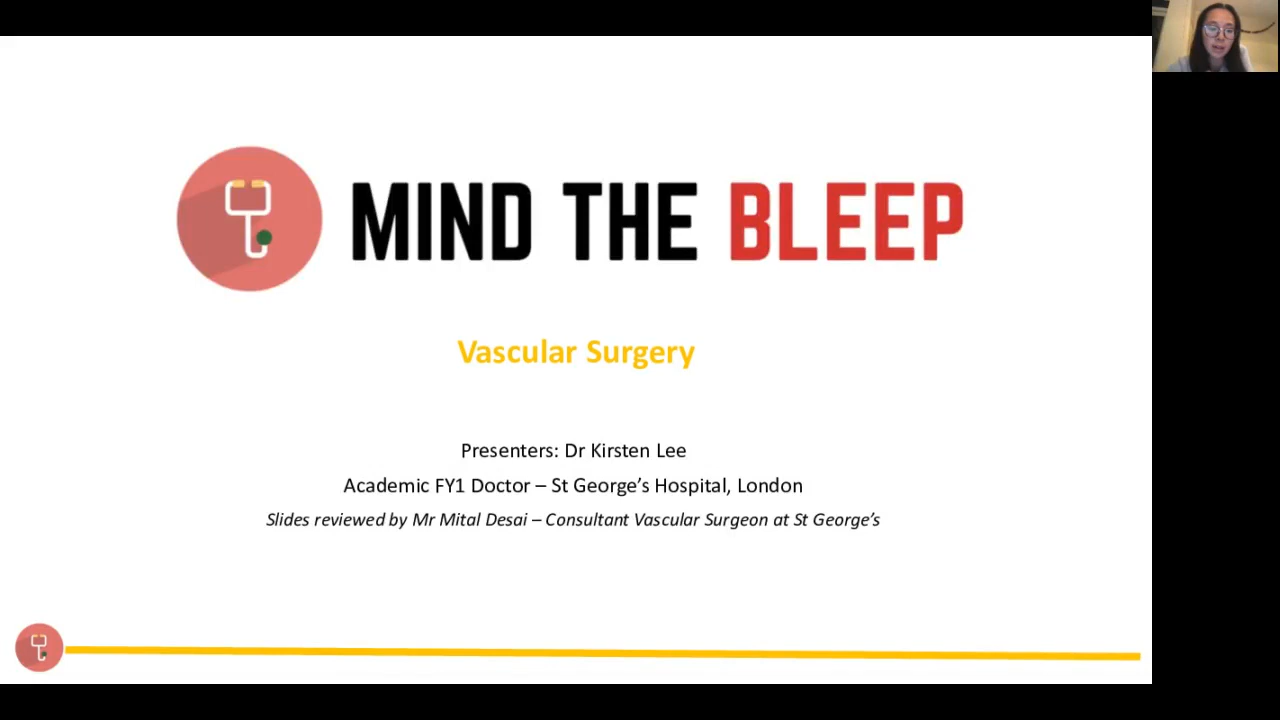 MIND THE BLEEP
Vascular Surgery
Presenters: Dr Kirsten Lee
Academic FY1 Doctor – St George’s Hospital, London
Slides reviewed by Mr Mital Desai – Consultant Vascular Surgeon at St George’s